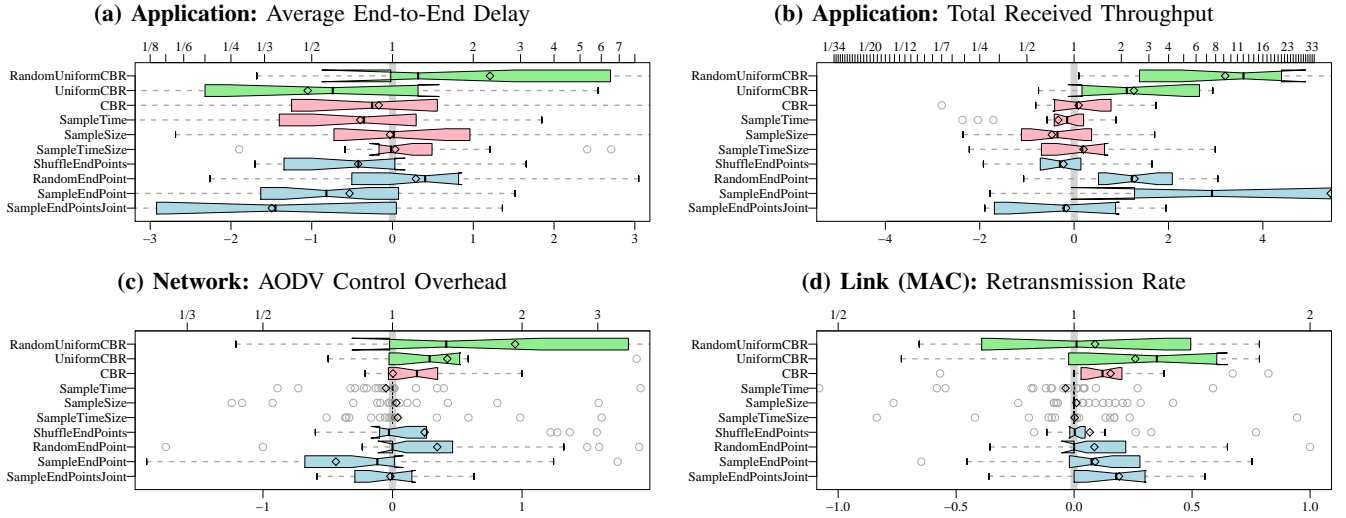 (a) Application: Average End-to-End Delay
1/8 1/6 1/4 1/3 1/2 1 2 3 4 5 6 7
RandomUniformCBR
UniformCBR
CBR
SampleTime
SampleSize
SampleTimeSize
ShuffleEndPoints
RandomEndPoint
SampleEndPoint
SampleEndPointsJoint
−3 −2 −1 0 1 2 3
(b) Application: Total Received Throughput
1/34 1/20 1/12 1/7 1/4 1/2 1 2 3 4 6 8 11 16 23 33
RandomUniformCBR
UniformCBR
CBR
SampleTime
SampleSize
SampleTimeSize
ShuffleEndPoints
RandomEndPoint
SampleEndPoint
SampleEndPointsJoint
−4 −2 0 2 4
(c) Network: AODV Control Overhead
1/3 1/2 1 2 3
RandomUniformCBR
UniformCBR
CBR
SampleTime
SampleSize
SampleTimeSize
ShuffleEndPoints
RandomEndPoint
SampleEndPoint
SampleEndPointsJoint
−1 0 1
(d) Link (MAC): Retransmission Rate
1/2 1 2
RandomUniformCBR
UniformCBR
CBR
SampleTime
SampleSize
SampleTimeSize
ShuffleEndPoints
RandomEndPoint
SampleEndPoint
SampleEndPointsJoint
−1.0 −0.5 0.0 0.5 1.0